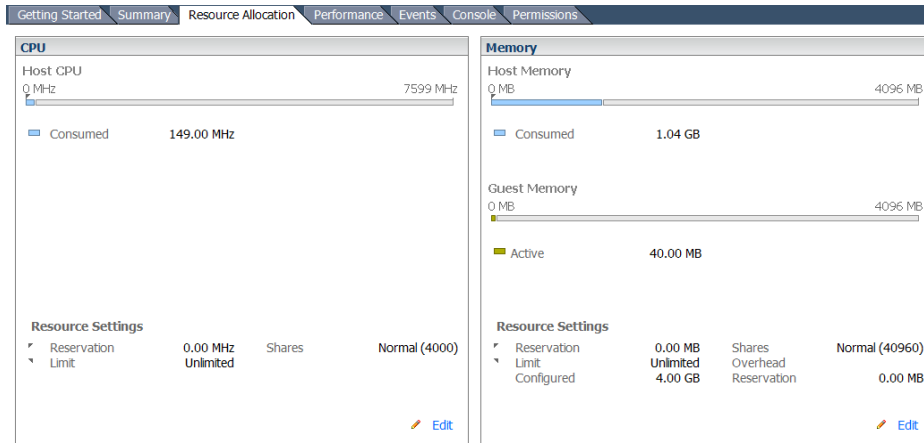 Getting Started Summary Resource Allocation Performance Events Console Permissions
CPU
Host CPU
0 MHz 7599 MHz
Consumed 149.00 MHz
Resource Settings
Reservation 0.00 MHz Shares Normal (4000)
Limit Unlimited
Edit
Memory
Host Memory
0 MB 4096 MB
Consumed 1.04 GB
Guest Memory
0 MB 4096 MB
Active 40.00 MB
Resource Settings
Reservation 0.00 MB Shares Normal (40960)
Limit Unlimited Overhead
Configured 4.00 GB Reservation 0.00 MB
Edit